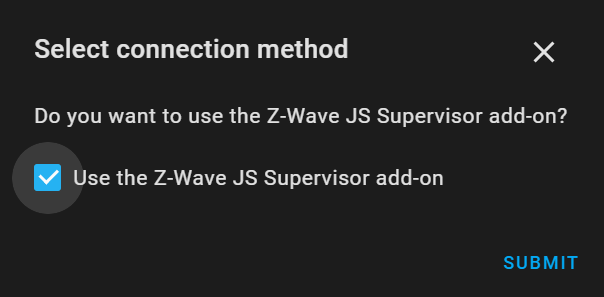 Select connection method
Do you want to use the Z-Wave JS Supervisor add-on?
Use the Z-Wave JS Supervisor add-on
SUBMIT